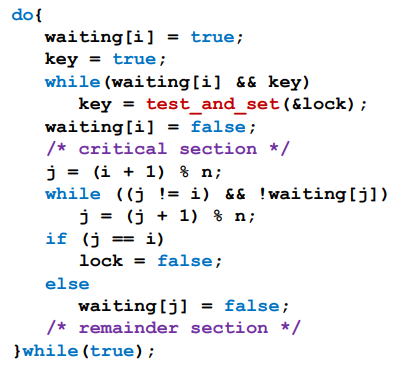 do{
waiting[i] = true;
key = true;
while(waiting[i] && key)
key = test_and_set(&lock);
waiting[i] = false;
/* critical section */
j = (i + 1) % n;
while ((j != i) && !waiting[j])
j = (j + 1) % n;
if (j == i)
lock = false;
else
waiting[j] = false;
/* remainder section */
}while(true);